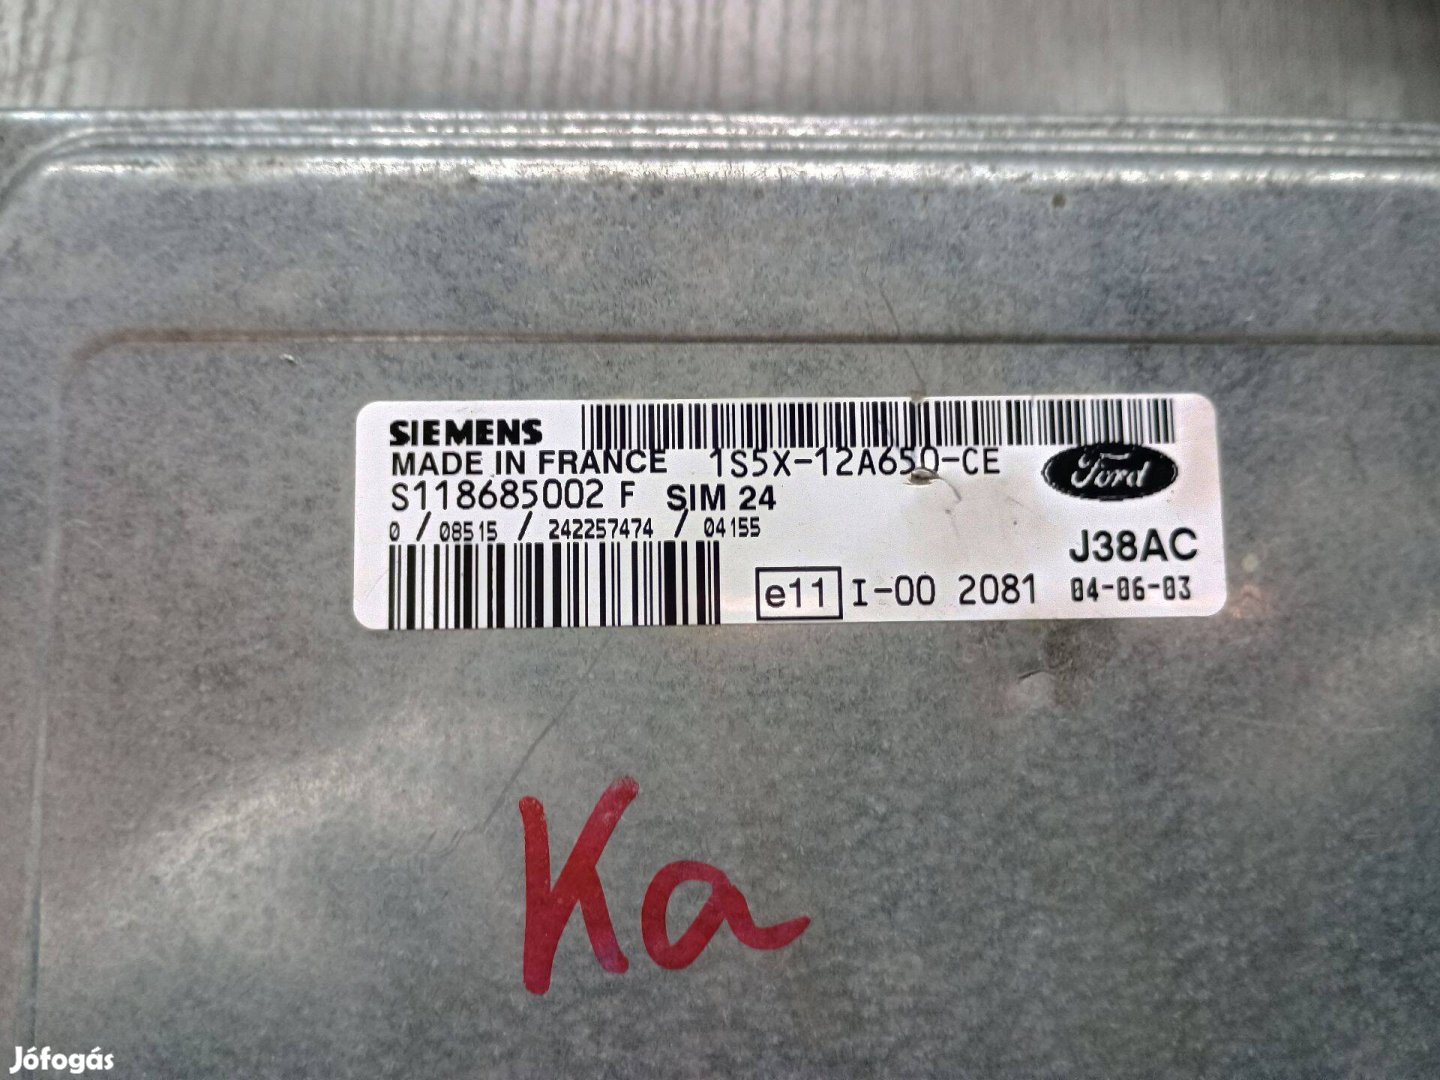 SIEMENS
MADE IN FRANCE 1S5X-12A650-CE
Ford
S118685002 F SIM 24
0 / 08515 / 242257474 / 04155
J38AC
e11 I-00 2081 04-06-03
Ka
Jófogás